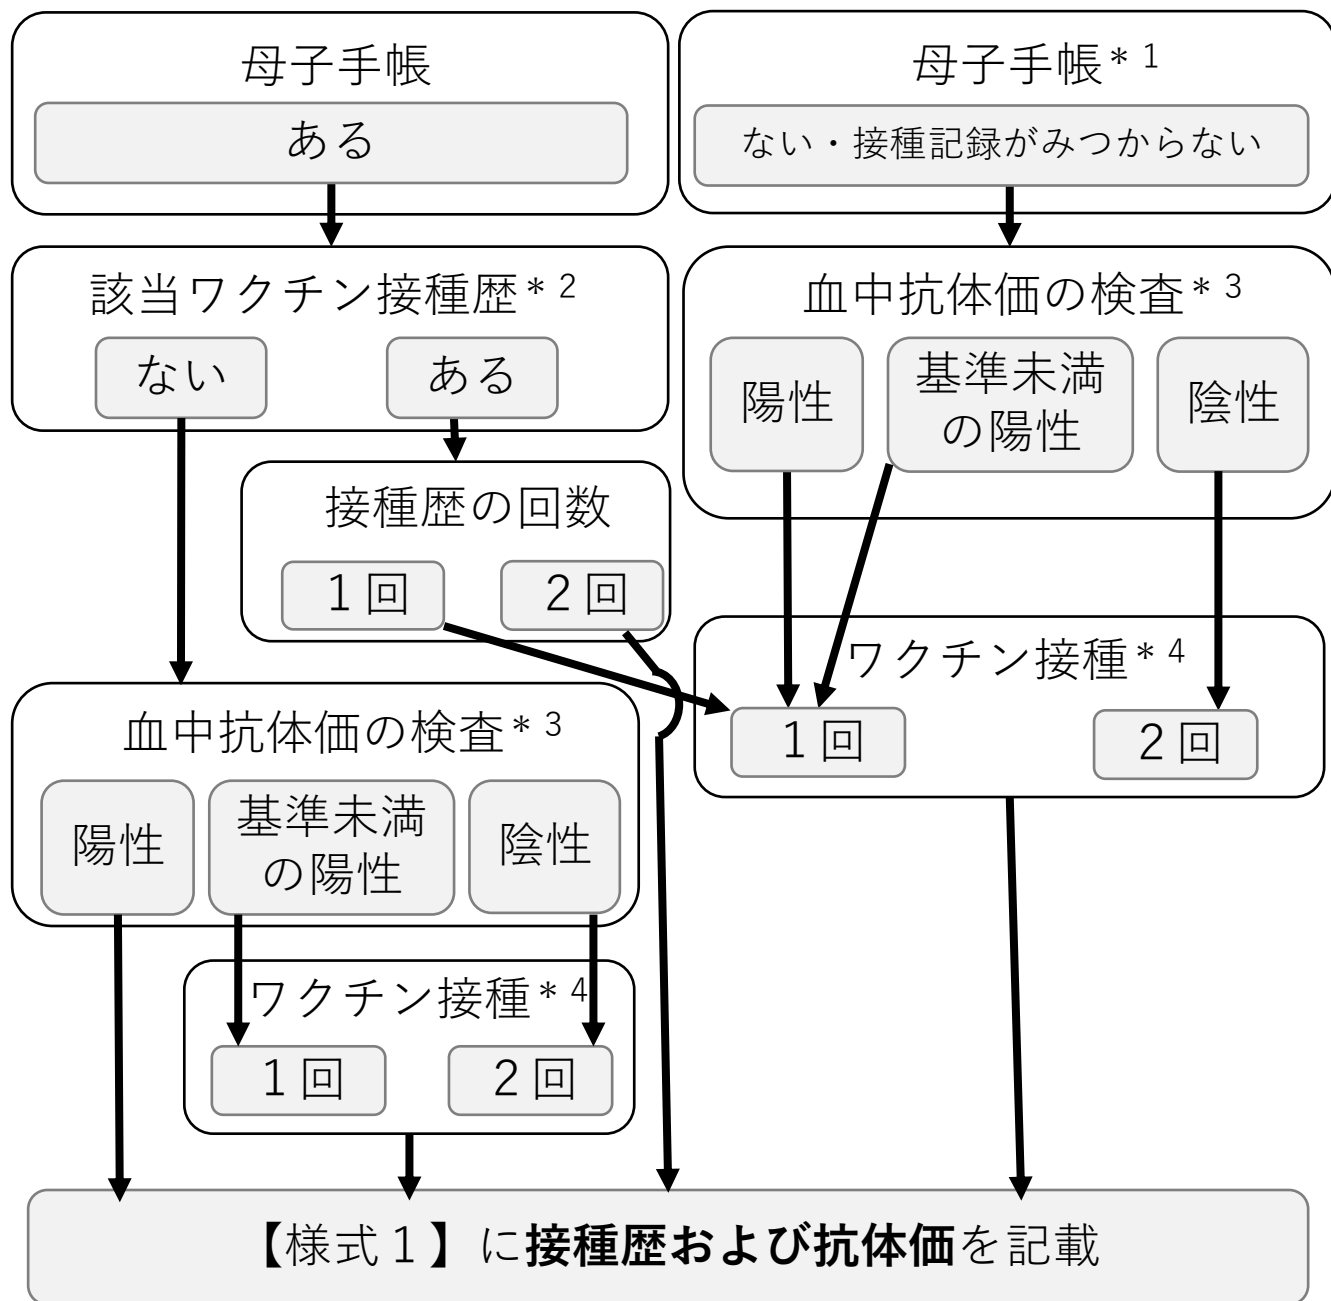 母子手帳
ある
母子手帳*1
ない・接種記録がみつからない
該当ワクチン接種歴*2
ない
ある
血中抗体価の検査*3
陽性
基準未満
の陽性
陰性
接種歴の回数
1回
2回
ワクチン接種*4
1回
2回
血中抗体価の検査*3
陽性
基準未満
の陽性
陰性
ワクチン接種*4
1回
2回
【様式1】に接種歴および抗体価を記載